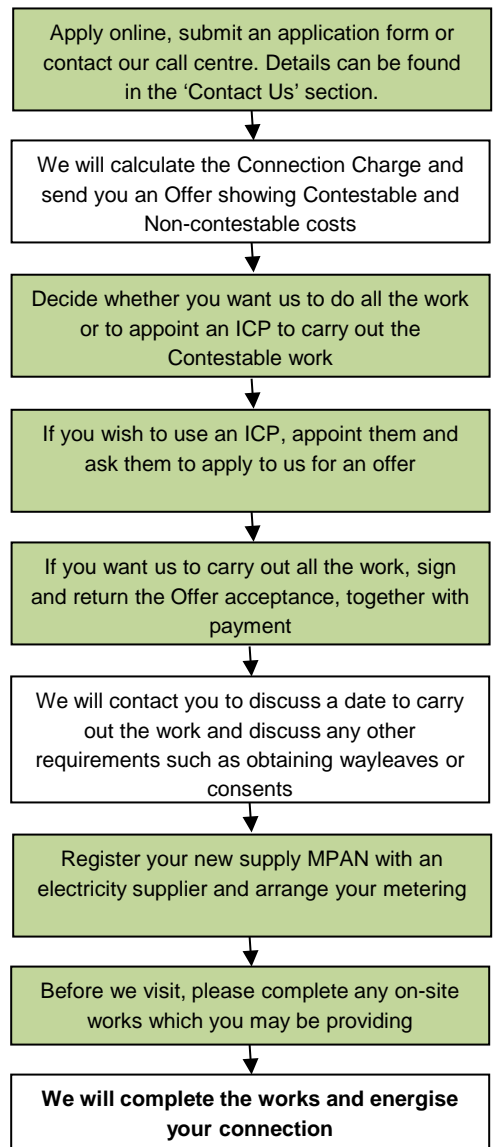 Apply online, submit an application form or
contact our call centre. Details can be found
in the ‘Contact Us’ section.
We will calculate the Connection Charge and
send you an Offer showing Contestable and
Non-contestable costs
Decide whether you want us to do all the work
or to appoint an ICP to carry out the
Contestable work
If you wish to use an ICP, appoint them and
ask them to apply to us for an offer
If you want us to carry out all the work, sign
and return the Offer acceptance, together with
payment
We will contact you to discuss a date to carry
out the work and discuss any other
requirements such as obtaining wayleaves or
consents
Register your new supply MPAN with an
electricity supplier and arrange your metering
Before we visit, please complete any on-site
works which you may be providing
We will complete the works and energise
your connection